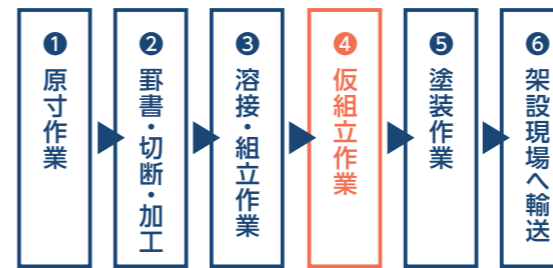 ❶ 原寸作業
❷ 罫書・切断・加工
❸ 溶接・組立作業
❹ 仮組立作業
❺ 塗装作業
❻ 架設現場へ輸送